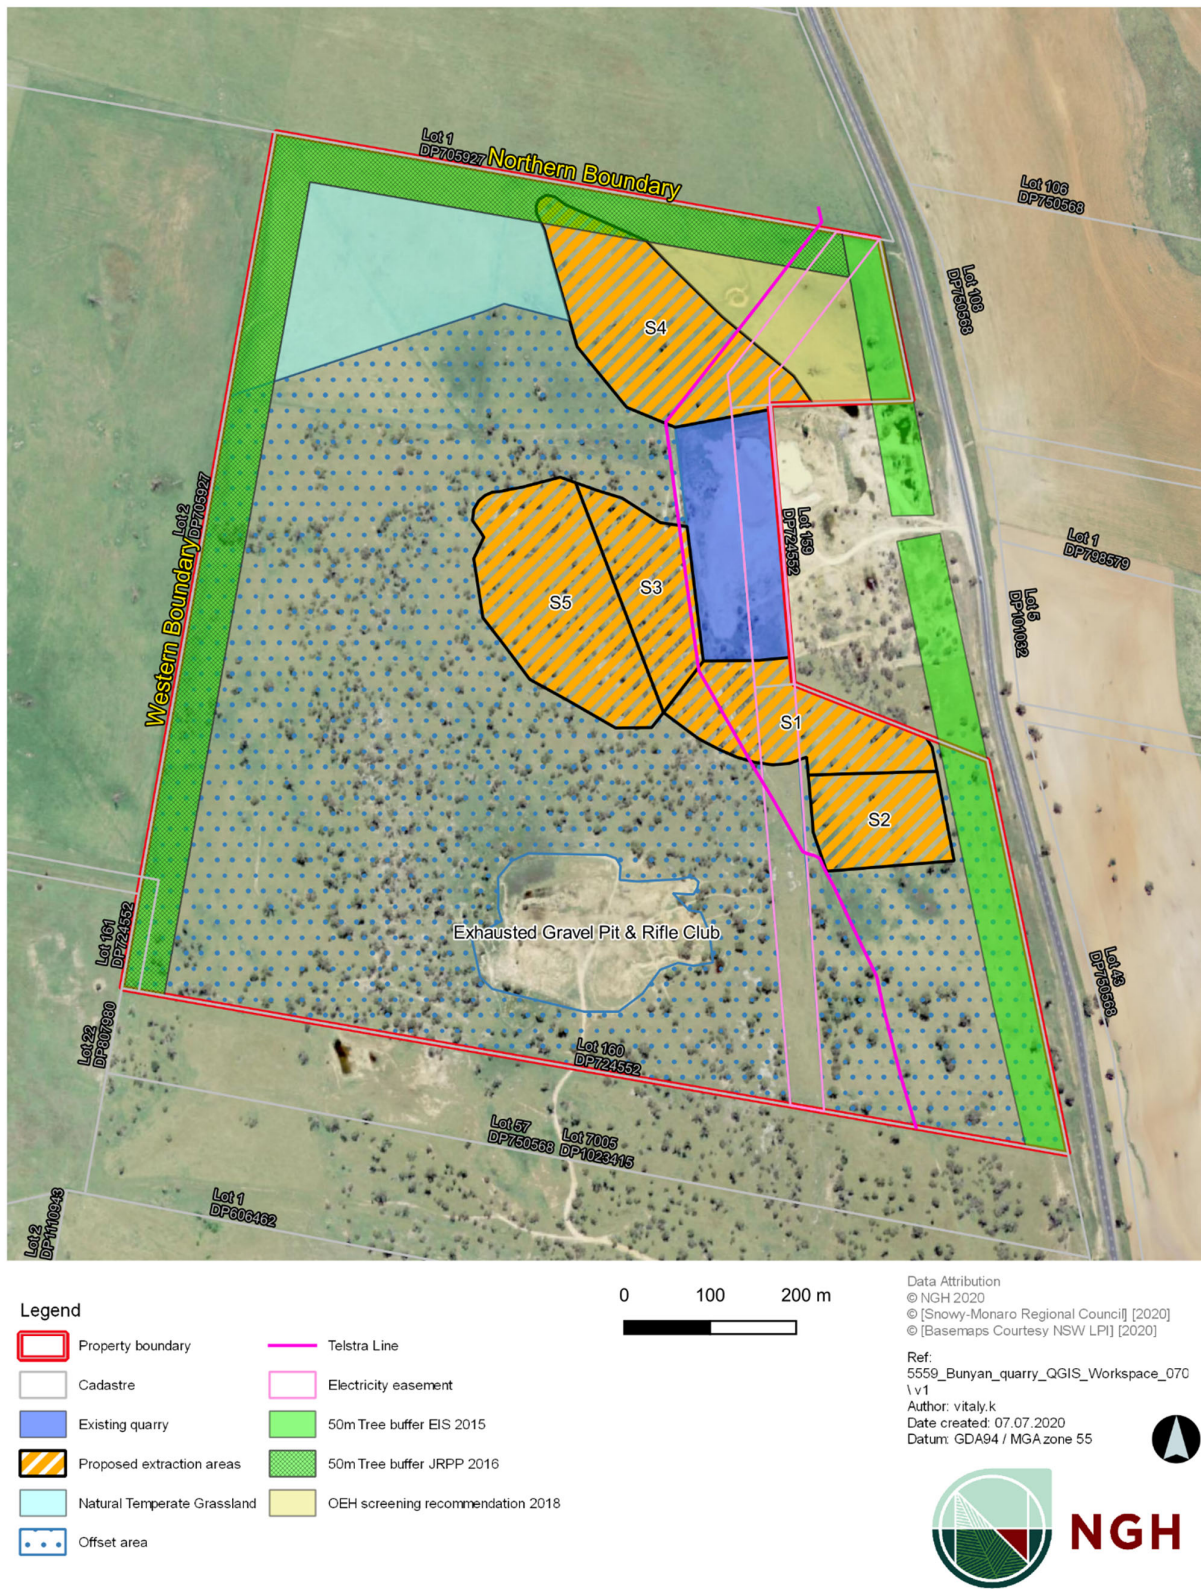 Lot 1
DP705927
Northern Boundary
Lot 106
DP750568
Lot 108
DP750568
S4
Lot 2
DP705927
Western Boundary
Lot 159
DP724552
Lot 1
DP798579
S3
S5
Lot 5
DP101032
S1
S2
Exhausted Gravel Pit & Rifle Club
Lot 161
DP724552
Lot 43
DP750568
Lot 22
DP807980
Lot 160
DP724552
Lot 57
DP750568
Lot 7005
DP1023415
Lot 1
DP606462
Lot 2
DP1110943
Legend
Property boundary
Cadastre
Existing quarry
Proposed extraction areas
Natural Temperate Grassland
Offset area
Telstra Line
Electricity easement
50m Tree buffer EIS 2015
50m Tree buffer JRPP 2016
OEH screening recommendation 2018
0 100 200 m
Data Attribution
© NGH 2020
© [Snowy-Monaro Regional Council] [2020]
© [Basemaps Courtesy NSW LPI] [2020]
Ref:
5559_Bunyan_quarry_QGIS_Workspace_070
\ v1
Author: vitaly.k
Date created: 07.07.2020
Datum: GDA94 / MGA zone 55
NGH